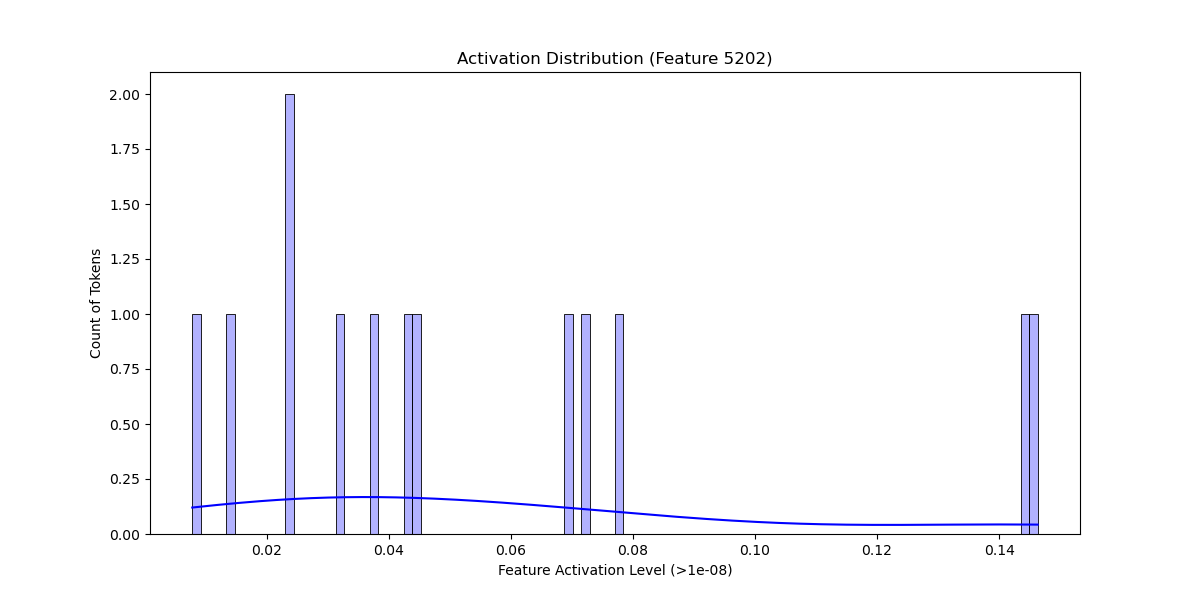 Activation Distribution (Feature 5202)
2.00
1.75
1.50
1.25
1.00
0.75
0.50
0.25
0.00
Count of Tokens
0.02 0.04 0.06 0.08 0.10 0.12 0.14
Feature Activation Level (>1e-08)